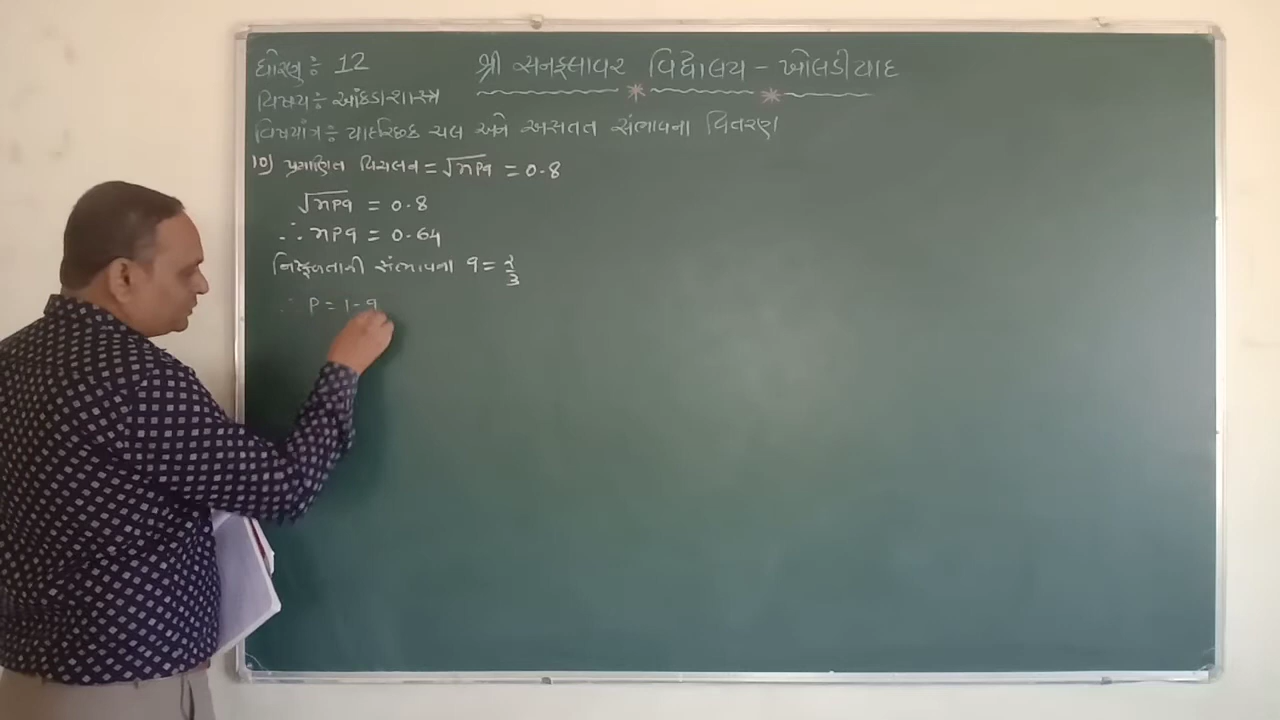 ધોરણ ÷ 12
શ્રી સનફલાવર વિદ્યાલય - ખોલડીયાદ
વિષય ÷ આંકડાશાસ્ત્ર
વિષયાંગ ÷ યાદચ્છિક ચલ અને અસતત સંભાવના વિતરણ
10) પ્રમાણિત વિચલન = √npq = 0.8
√npq = 0.8
∴ npq = 0.64
નિષ્ફળતાની સંભાવના q = 2/3
∴ P = 1 - q